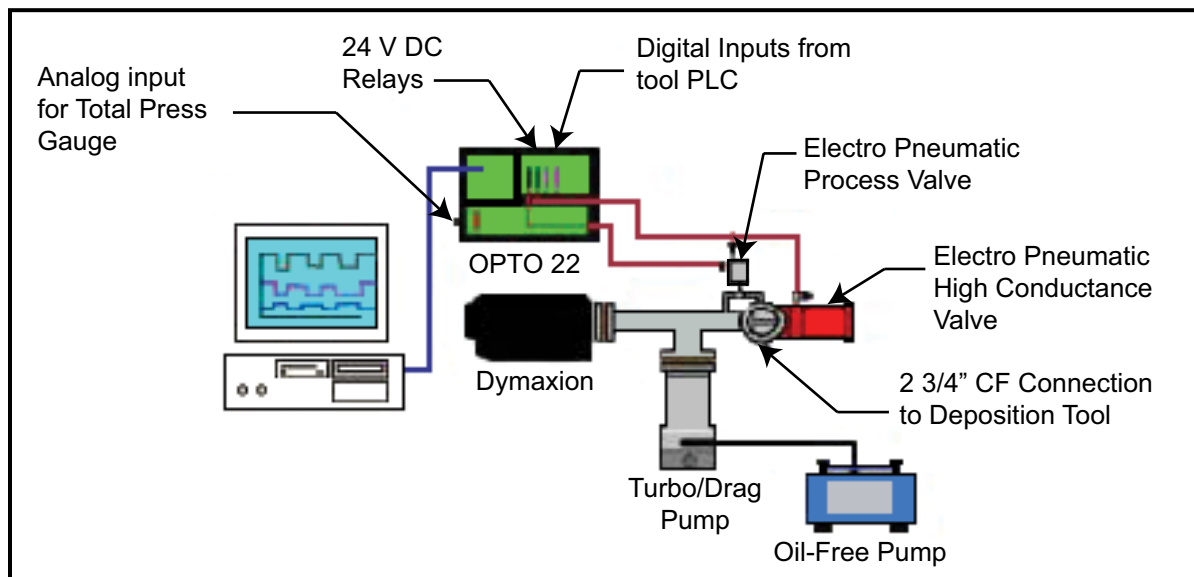 24 V DC
Relays
Digital Inputs from
tool PLC
Analog input
for Total Press
Gauge
Electro Pneumatic
Process Valve
OPTO 22
Electro Pneumatic
High Conductance
Valve
Dymaxion
2 3/4” CF Connection
to Deposition Tool
Turbo/Drag
Pump
Oil-Free Pump